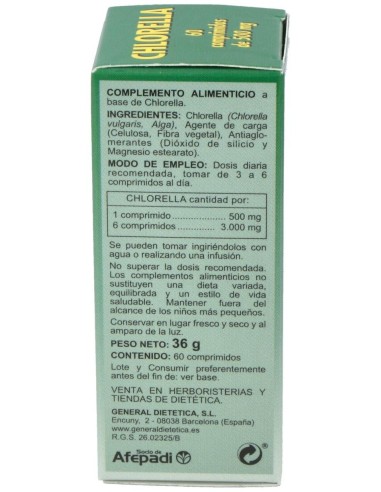 CHLORELLA
60
comprimidos
de 500 mg
COMPLEMENTO ALIMENTICIO a
base de Chlorella.
INGREDIENTES: Chlorella (Chlorella
vulgaris, Alga), Agente de carga
(Celulosa, Fibra vegetal), Antiaglo-
merantes (Dióxido de silicio y
Magnesio estearato).
MODO DE EMPLEO: Dosis diaria
recomendada, tomar de 3 a 6
comprimidos al día.
CHLORELLA cantidad por:
1 comprimido.................... 500 mg
6 comprimidos ............... 3.000 mg
Se pueden tomar ingiriéndolos con
agua o realizando una infusión.
No superar la dosis recomendada.
Los complementos alimenticios no
sustituyen una dieta variada,
equilibrada y un estilo de vida
saludable. Mantener fuera del
alcance de los niños más pequeños.
Conservar en lugar fresco y seco y al
amparo de la luz.
PESO NETO: 36 g
CONTENIDO: 60 comprimidos
Lote y Consumir preferentemente
antes del fin de: ver base.
VENTA EN HERBORISTERIAS Y
TIENDAS DE DIETÉTICA.
GENERAL DIETETICA, S.L.
Encuny, 2 - 08038 Barcelona (España)
www.generaldietetica.es
R.G.S. 26.02325/B
Socio de
Afepadi